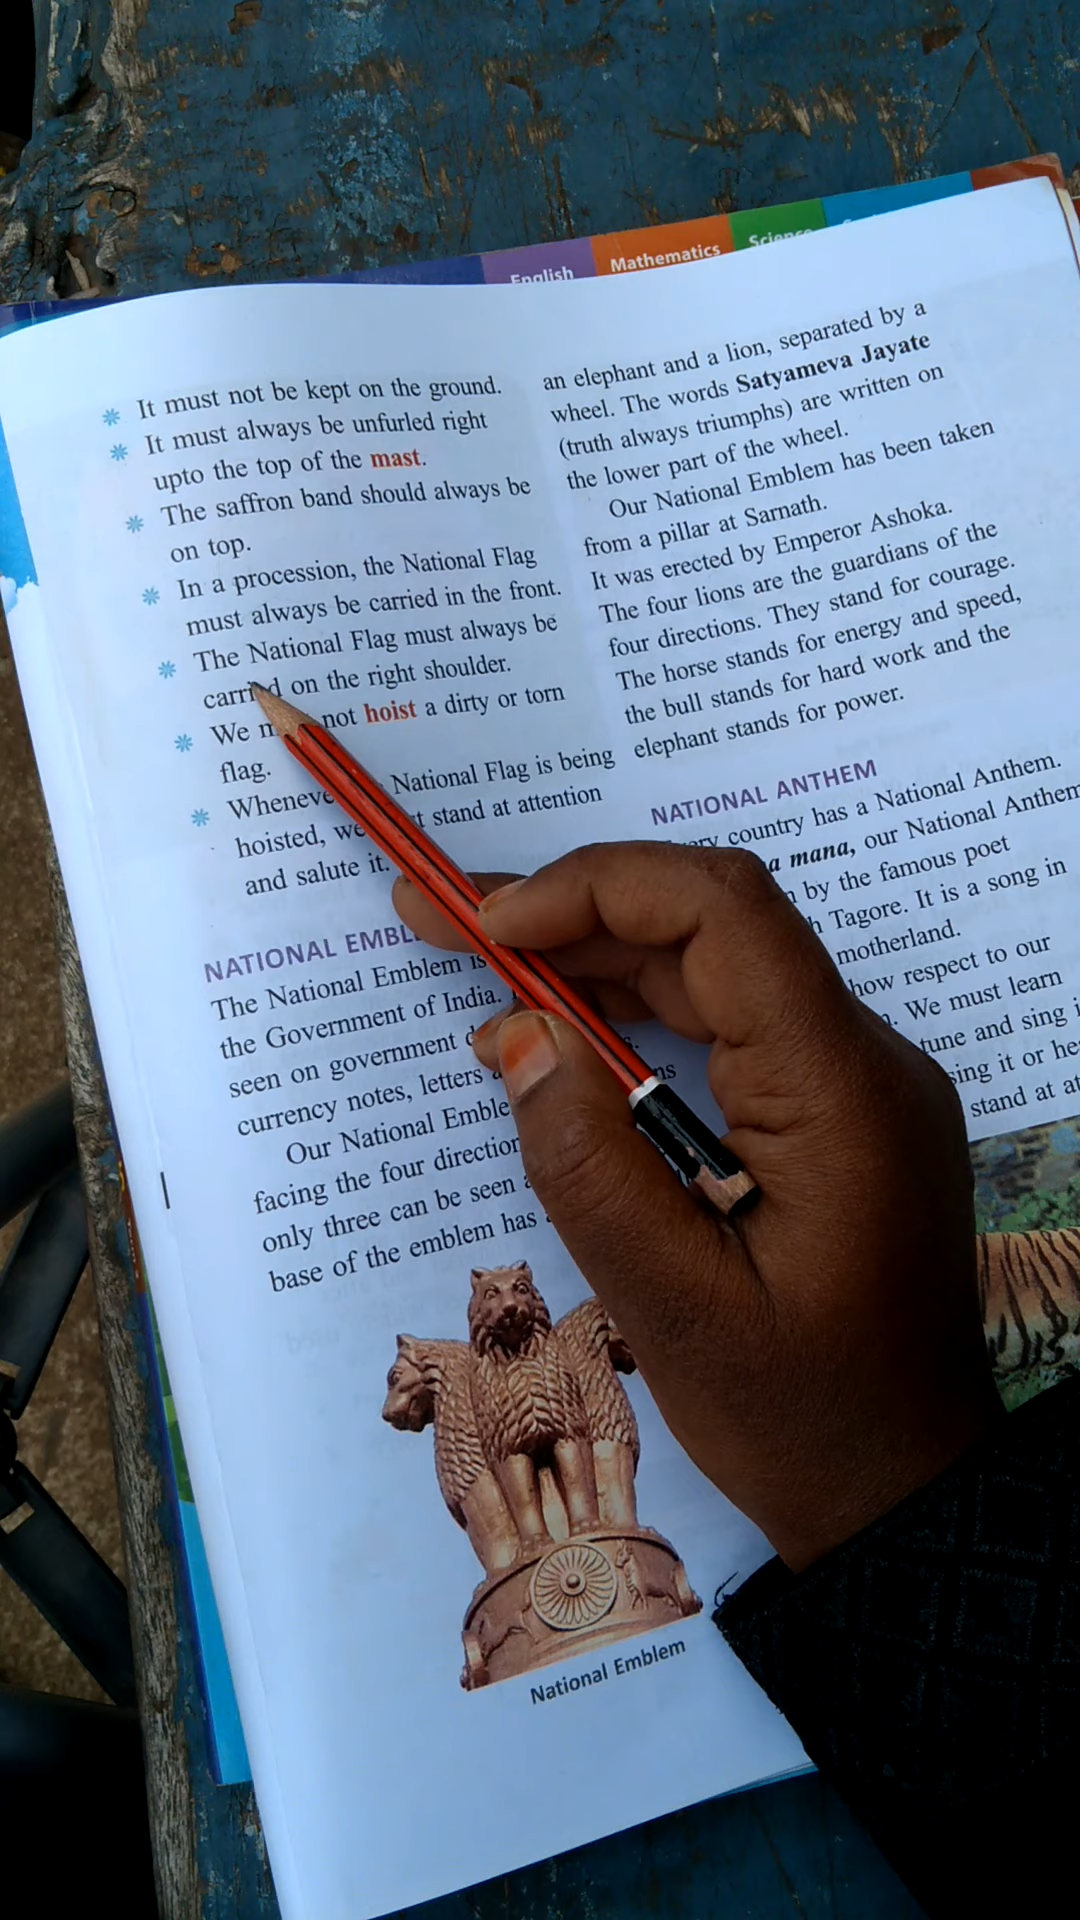 English
Mathematics
Science
It must not be kept on the ground.
It must always be unfurled right
upto the top of the mast.
The saffron band should always be
on top.
In a procession, the National Flag
must always be carried in the front.
The National Flag must always be
carried on the right shoulder.
We not hoist a dirty or torn
flag.
National Flag is being
hoisted, we stand at attention
and salute it.
NATIONAL
The National Emblem is
the Government of India.
seen on government
currency notes, letters
Our National
facing the four
only three can be seen
base of the emblem has
National Emblem
an elephant and a lion, separated by a
wheel. The words Satyameva Jayate
(truth always triumphs) are written on
the lower part of the wheel.
Our National Emblem has been taken
from a pillar at Sarnath.
It was erected by Emperor Ashoka.
The four lions are the guardians of the
four directions. They stand for courage.
The horse stands for energy and speed,
the bull stands for hard work and the
elephant stands for power.
NATIONAL ANTHEM
country has a National Anthem.
mana, our National Anthem
by the famous poet
Tagore. It is a song in
motherland.
respect to our
We must learn
tune and sing
sing it or
stand at